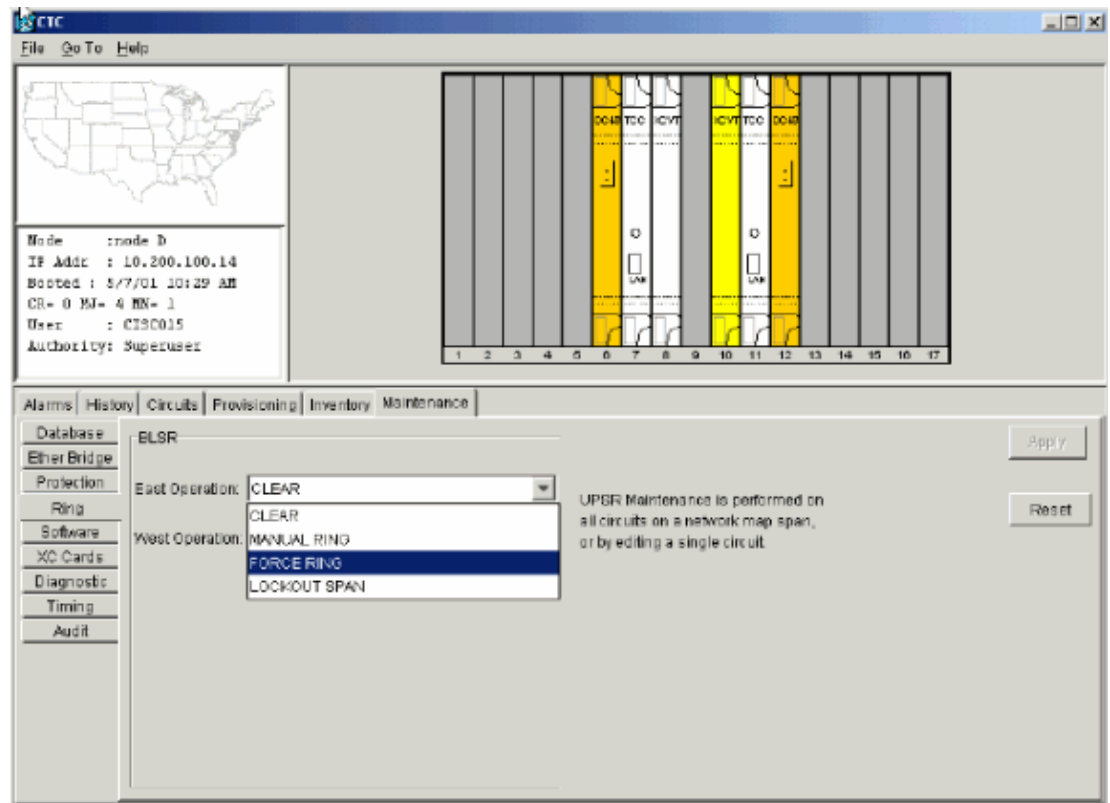 CTC
File Go To Help
OC48 TCC XCVT XCVT TCC OC48
LAN LAN
1 2 3 4 5 6 7 8 9 10 11 12 13 14 15 16 17
Node :node D
IP Addr : 10.200.100.14
Booted : 5/7/01 10:29 AM
CR- 0 MJ- 4 MN- 1
User : CISCO15
Authority: Superuser
Alarms History Circuits Provisioning Inventory Maintenance
Database
Ether Bridge
Protection
Ring
Software
XC Cards
Diagnostic
Timing
Audit
BLSR
East Operation: CLEAR
CLEAR
West Operation: MANUAL RING
FORCE RING
LOCKOUT SPAN
UPSR Maintenance is performed on
all circuits on a network map span,
or by editing a single circuit.
Apply
Reset